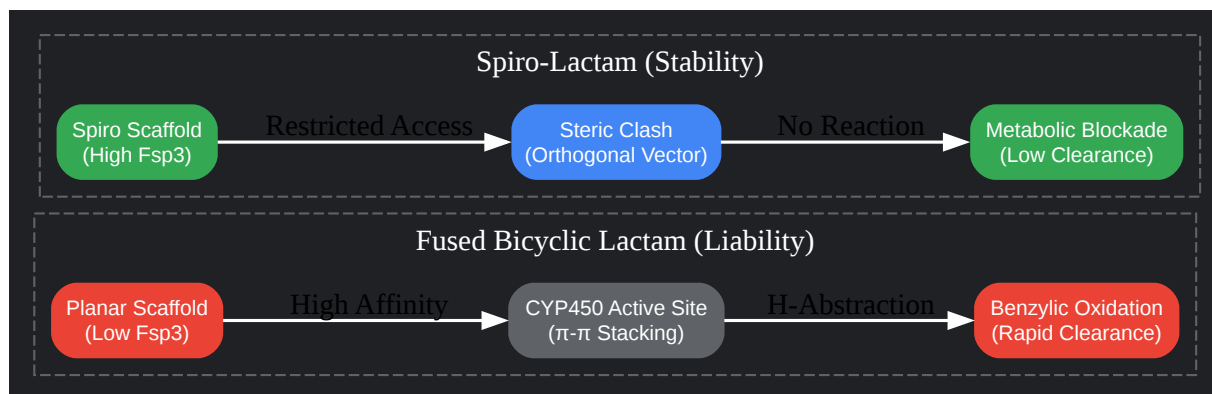 Spiro-Lactam (Stability)
Spiro Scaffold
(High Fsp3)
Restricted Access
Steric Clash
(Orthogonal Vector)
No Reaction
Metabolic Blockade
(Low Clearance)
Fused Bicyclic Lactam (Liability)
Planar Scaffold
(Low Fsp3)
High Affinity
CYP450 Active Site
(π-π Stacking)
H-Abstraction
Benzylic Oxidation
(Rapid Clearance)